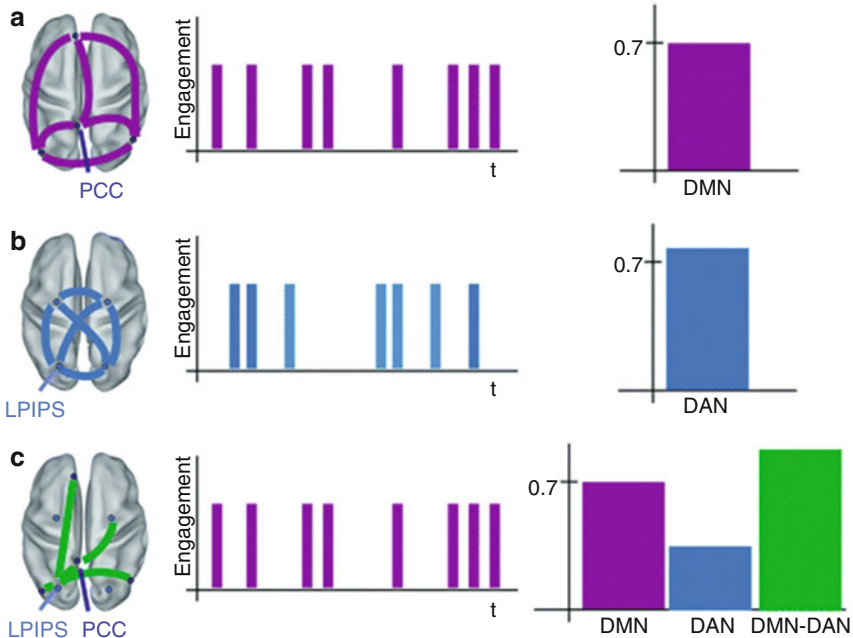 a
PCC
Engagement
t
0.7
DMN
b
LPIPS
Engagement
t
0.7
DAN
c
LPIPS PCC
Engagement
t
0.7
DMN DAN DMN-DAN